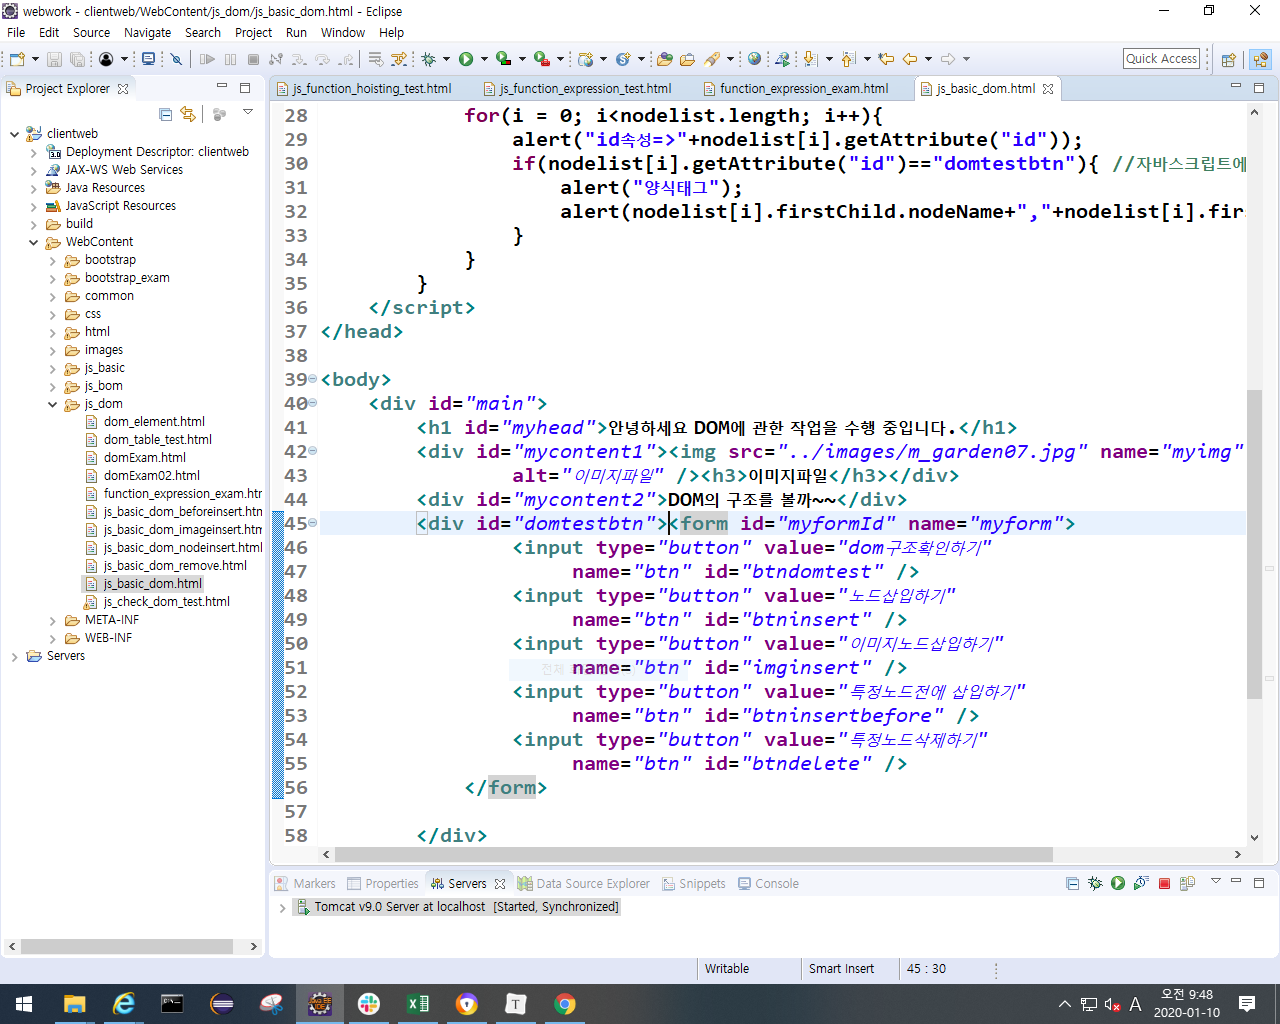 webwork - clientweb/WebContent/js_dom/js_basic_dom.html - Eclipse
File Edit Source Navigate Search Project Run Window Help
Quick Access
Project Explorer
js_function_hoisting_test.html js_function_expression_test.html function_expression_exam.html js_basic_dom.html
clientweb
Deployment Descriptor: clientweb
JAX-WS Web Services
Java Resources
JavaScript Resources
build
WebContent
bootstrap
bootstrap_exam
common
css
html
images
js_basic
js_bom
js_dom
dom_element.html
dom_table_test.html
domExam.html
domExam02.html
function_expression_exam.htm
js_basic_dom_beforeinsert.htm
js_basic_dom_imageinsert.htm
js_basic_dom_nodeinsert.html
js_basic_dom_remove.html
js_basic_dom.html
js_check_dom_test.html
META-INF
WEB-INF
Servers
28 for(i = 0; i<nodelist.length; i++){
29 alert("id속성=>"+nodelist[i].getAttribute("id"));
30 if(nodelist[i].getAttribute("id")=="domtestbtn"){ //자바스크립트에
31 alert("양식태그");
32 alert(nodelist[i].firstChild.nodeName+","+nodelist[i].firs
33 }
34 }
35 }
36 </script>
37 </head>
38
39 <body>
40 <div id="main">
41 <h1 id="myhead">안녕하세요 DOM에 관한 작업을 수행 중입니다.</h1>
42 <div id="mycontent1"><img src="../images/m_garden07.jpg" name="myimg"
43 alt="이미지파일" /><h3>이미지파일</h3></div>
44 <div id="mycontent2">DOM의 구조를 볼까~~</div>
45 <div id="domtestbtn"><form id="myformId" name="myform">
46 <input type="button" value="dom구조확인하기"
47 name="btn" id="btndomtest" />
48 <input type="button" value="노드삽입하기"
49 name="btn" id="btninsert" />
50 <input type="button" value="이미지노드삽입하기"
51 name="btn" id="imginsert" />
52 <input type="button" value="특정노드전에 삽입하기"
53 name="btn" id="btninsertbefore" />
54 <input type="button" value="특정노드삭제하기"
55 name="btn" id="btndelete" />
56 </form>
57
58 </div>
Markers Properties Servers Data Source Explorer Snippets Console
Tomcat v9.0 Server at localhost [Started, Synchronized]
Writable Smart Insert 45 : 30
A 오전 9:48
2020-01-10